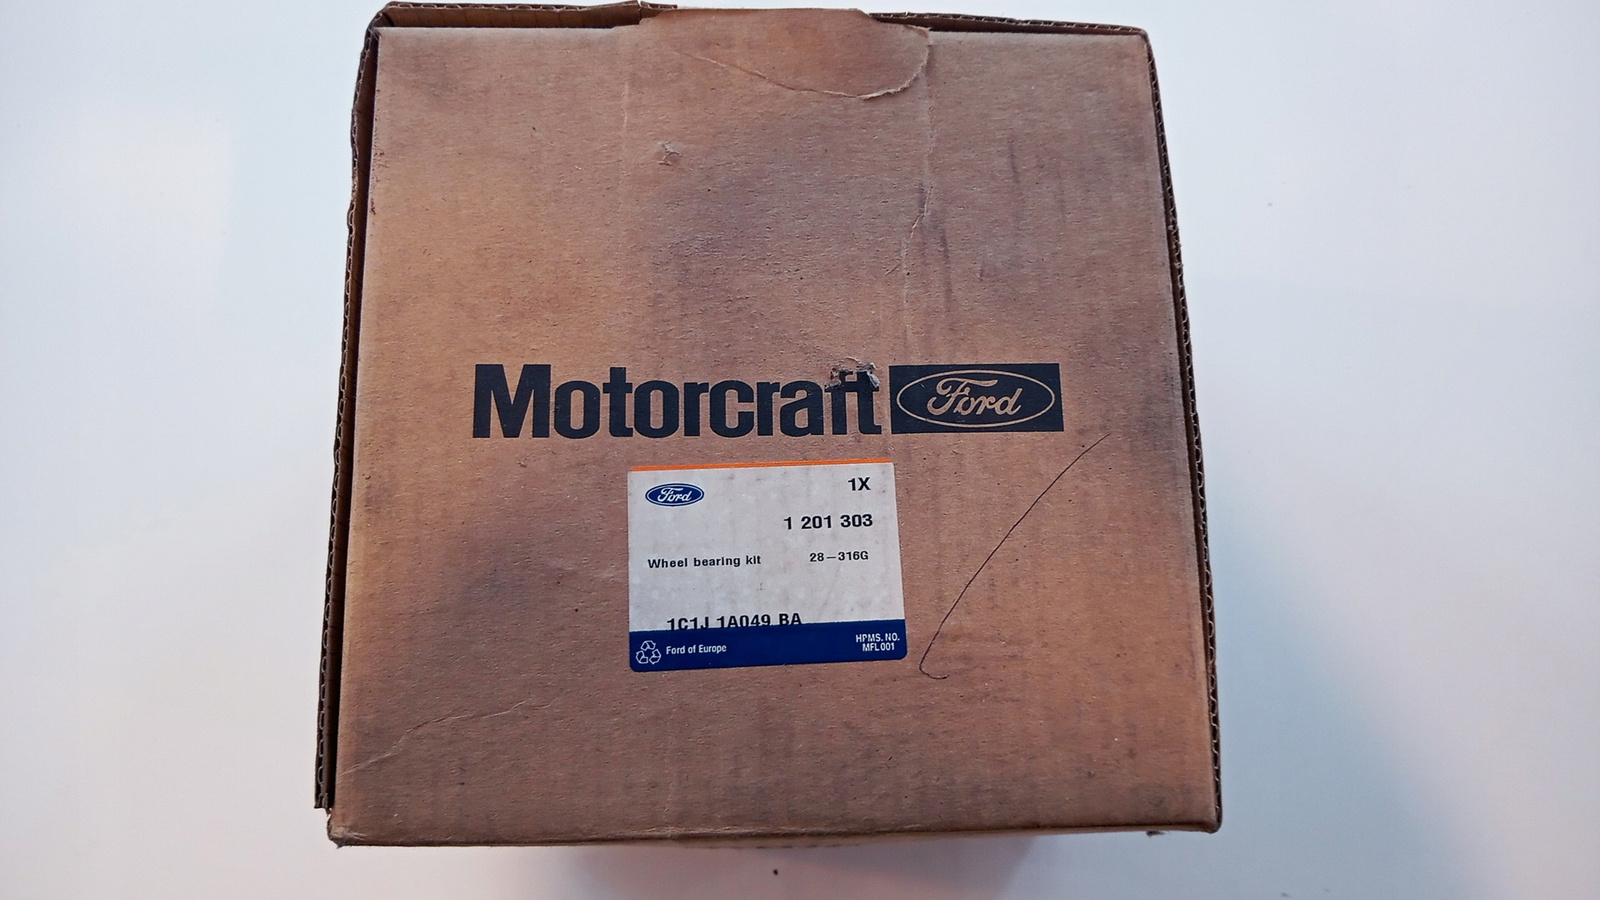 Motorcraft Ford
Ford 1X
1 201 303
Wheel bearing kit 28-316G
1C1J 1A049 BA
Ford of Europe HPMS. NO.
MFL001